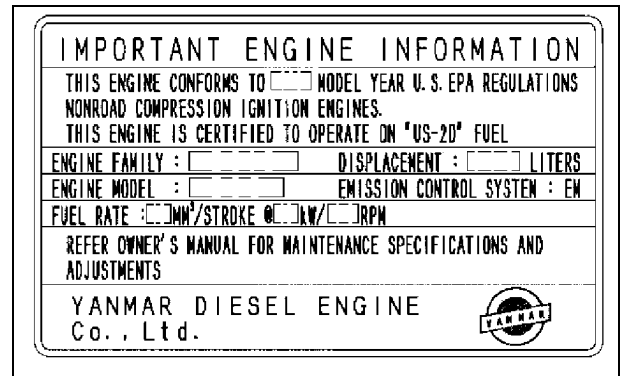 IMPORTANT ENGINE INFORMATION
THIS ENGINE CONFORMS TO MODEL YEAR U.S. EPA REGULATIONS
NONROAD COMPRESSION IGNITION ENGINES.
THIS ENGINE IS CERTIFIED TO OPERATE ON "US-2D" FUEL
ENGINE FAMILY : DISPLACEMENT : LITERS
ENGINE MODEL : EMISSION CONTROL SYSTEM : EM
FUEL RATE : MM³/STROKE @ kW/ RPM
REFER OWNER'S MANUAL FOR MAINTENANCE SPECIFICATIONS AND
ADJUSTMENTS
YANMAR DIESEL ENGINE
Co., Ltd.
YANMAR